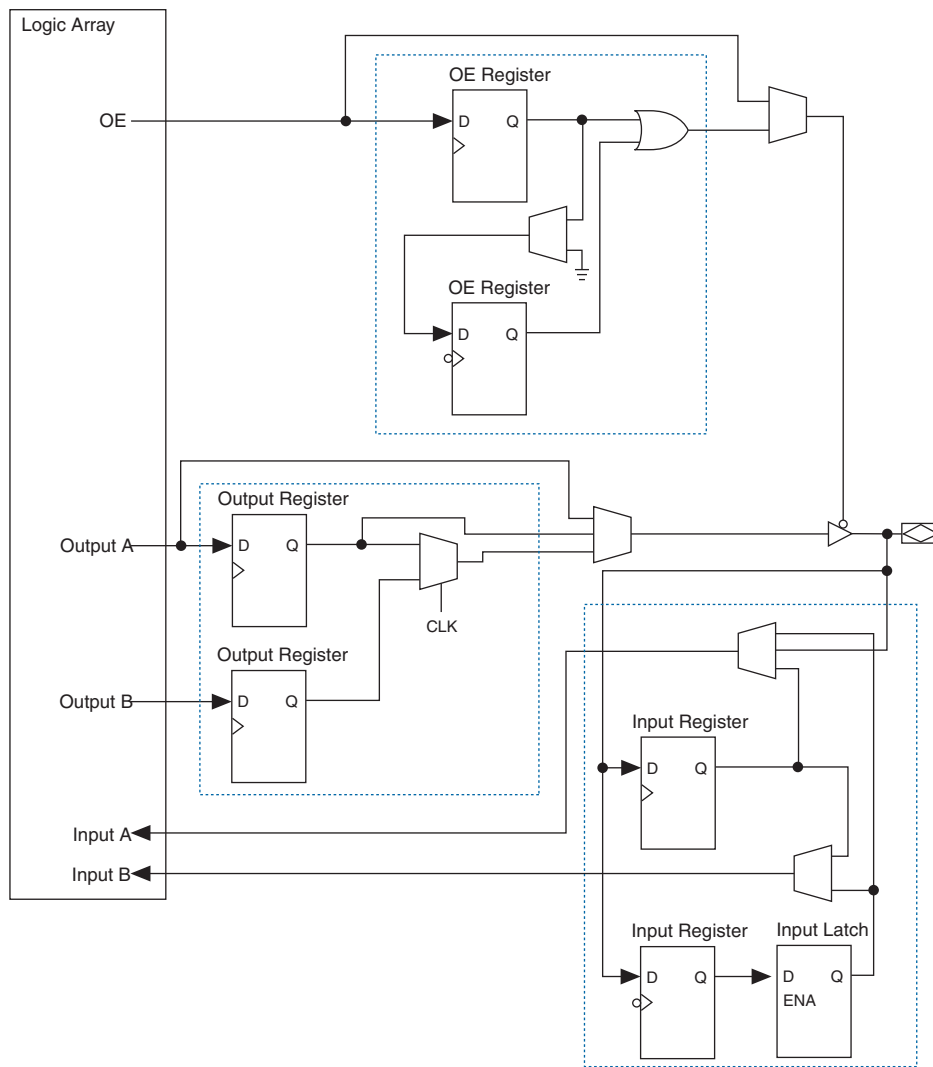 Logic Array
OE Register
OE
D Q
OE Register
D Q
Output Register
Output A
D Q
CLK
Output Register
Output B
D Q
Input Register
D Q
Input A
Input B
Input Register
Input Latch
D Q
D Q
ENA